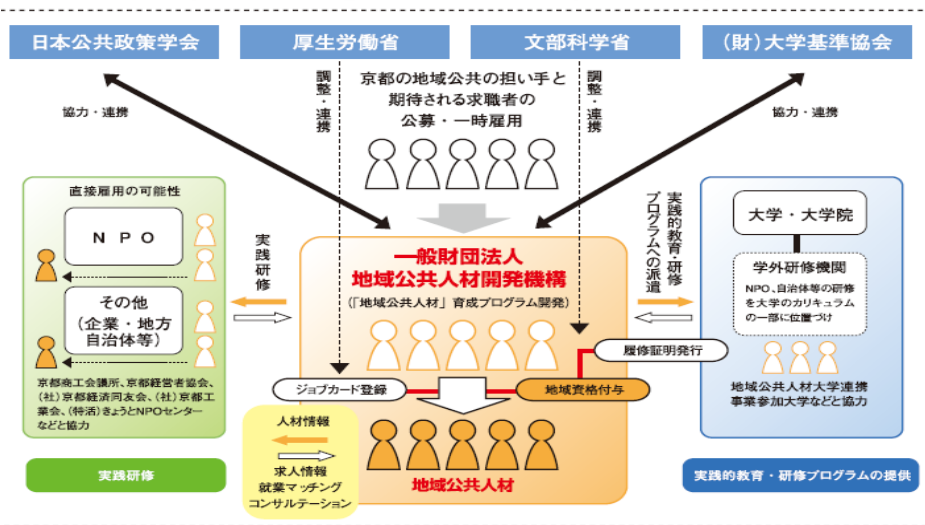 日本公共政策学会
厚生労働省
文部科学省
(財)大学基準協会
協力・連携
調整・連携
京都の地域公共の担い手と
期待される求職者の
公募・一時雇用
調整・連携
協力・連携
直接雇用の可能性
NPO
その他
(企業・地方
自治体等)
京都商工会議所、京都経営者協会、
(社)京都経済同友会、(社)京都工
業会、(特活)きょうとNPOセンター
などと協力
実践研修
実践研修
一般財団法人
地域公共人材開発機構
(「地域公共人材」育成プログラム開発)
ジョブカード登録
地域資格付与
履修証明発行
地域公共人材
人材情報
求人情報
就業マッチング
コンサルテーション
実践的教育・研修
プログラムへの派遣
大学・大学院
学外研修機関
NPO、自治体等の研修
を大学のカリキュラム
の一部に位置づけ
地域公共人材大学連携
事業参加大学などと協力
実践的教育・研修プログラムの提供